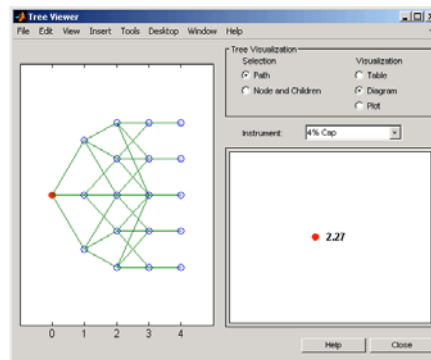 Tree Viewer
File Edit View Insert Tools Desktop Window Help
Tree Visualization
Selection Visualization
Path Table
Node and Children Diagram
Plot
Instrument: 4% Cap
2.27
0 1 2 3 4
Help Close